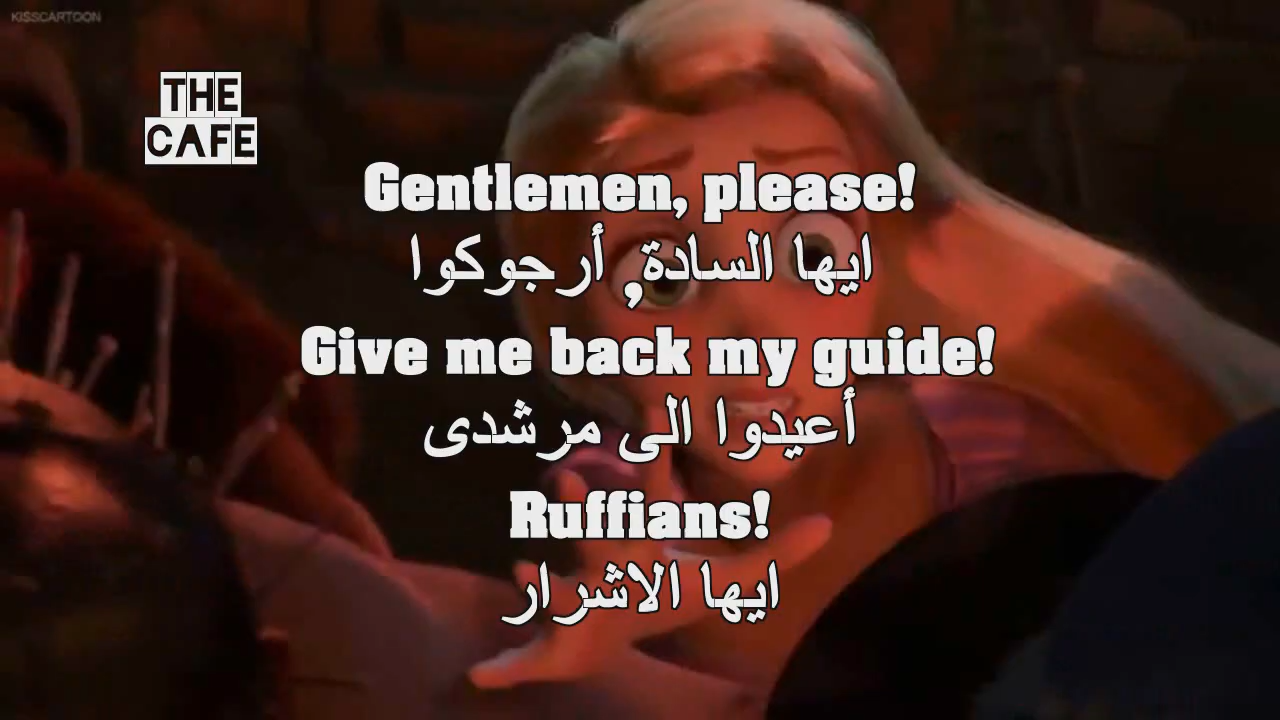 KISSCARTOON
THE
CAFE
Gentlemen, please!
ايها السادة, أرجوكوا
Give me back my guide!
أعيدوا الى مرشدى
Ruffians!
ايها الاشرار